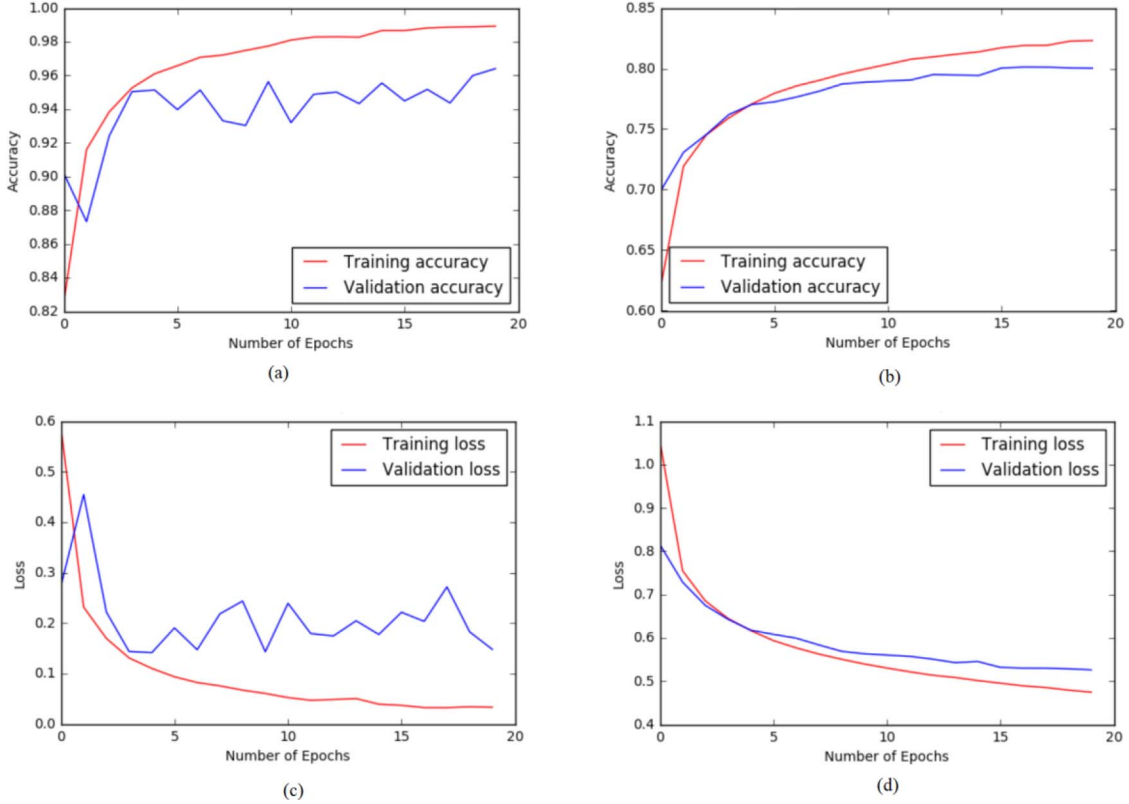 1.00
0.98
0.96
0.94
0.92
0.90
0.88
0.86
0.84
0.82
Accuracy
Training accuracy
Validation accuracy
0 5 10 15 20
Number of Epochs
(a)
0.85
0.80
0.75
0.70
0.65
0.60
Accuracy
Training accuracy
Validation accuracy
0 5 10 15 20
Number of Epochs
(b)
0.6
0.5
0.4
0.3
0.2
0.1
0.0
Loss
Training loss
Validation loss
0 5 10 15 20
Number of Epochs
(c)
1.1
1.0
0.9
0.8
0.7
0.6
0.5
0.4
Loss
Training loss
Validation loss
0 5 10 15 20
Number of Epochs
(d)